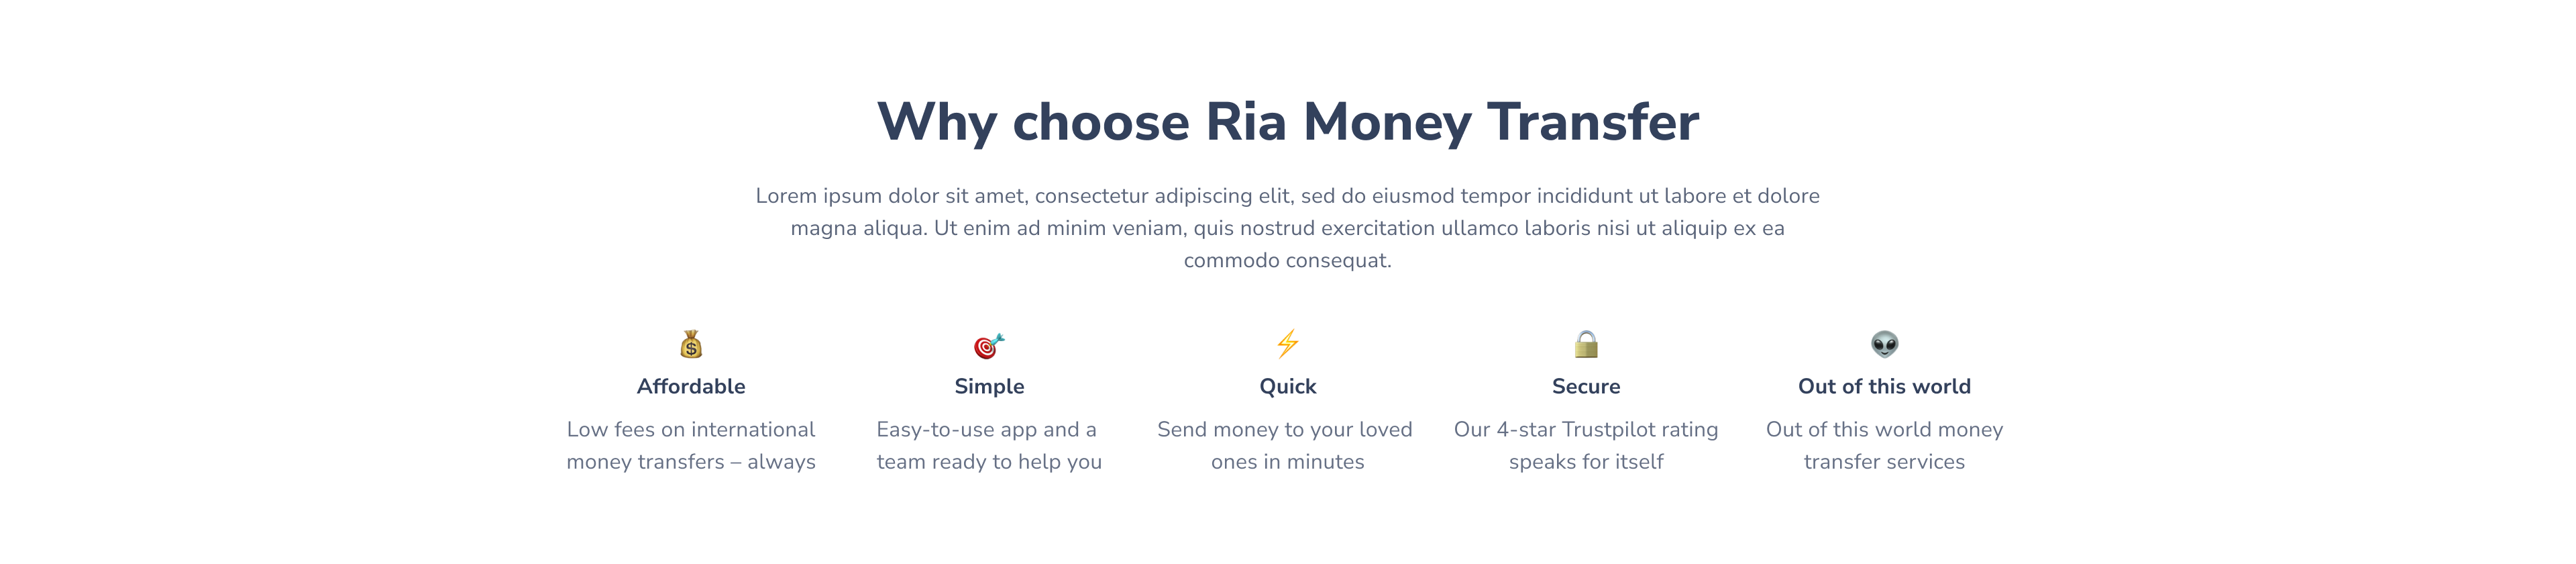 Why choose Ria Money Transfer
Lorem ipsum dolor sit amet, consectetur adipiscing elit, sed do eiusmod tempor incididunt ut labore et dolore
magna aliqua. Ut enim ad minim veniam, quis nostrud exercitation ullamco laboris nisi ut aliquip ex ea
commodo consequat.
$
Affordable
Low fees on international
money transfers – always
Simple
Easy-to-use app and a
team ready to help you
Quick
Send money to your loved
ones in minutes
Secure
Our 4-star Trustpilot rating
speaks for itself
Out of this world
Out of this world money
transfer services